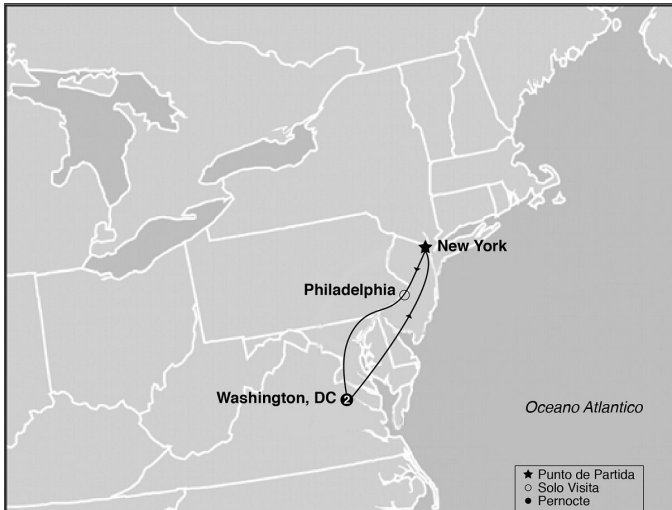 New York
Philadelphia
Washington, DC 2
Oceano Atlantico
★ Punto de Partida
○ Solo Visita
● Pernocte